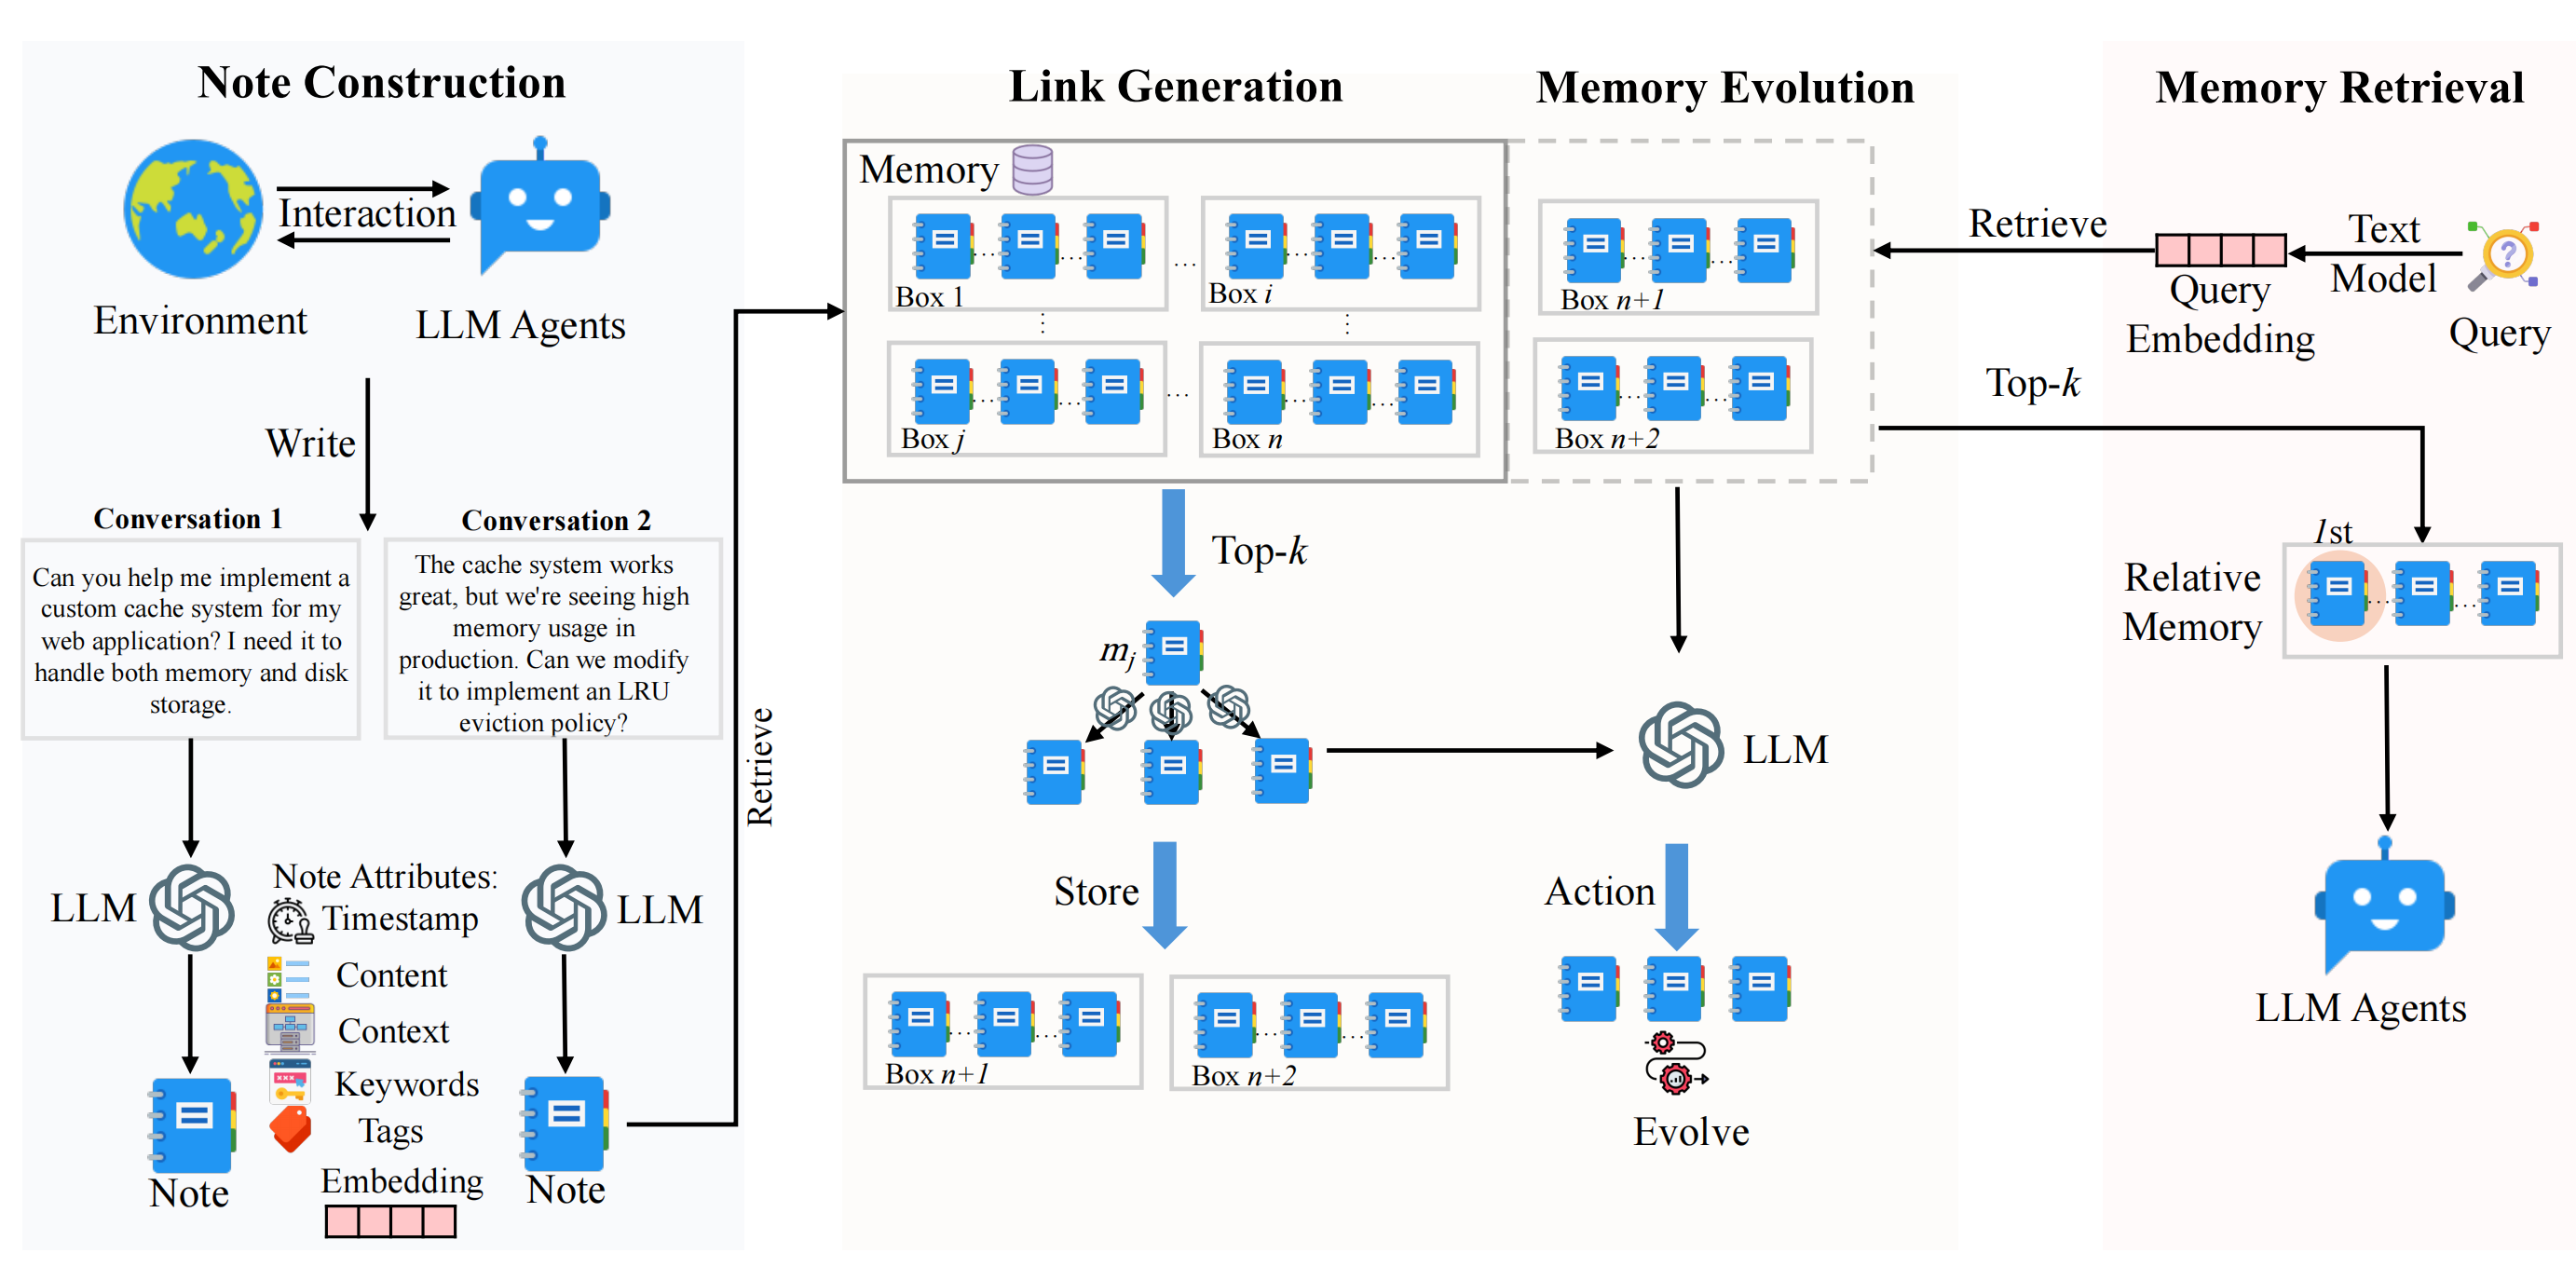 Note Construction
Interaction
Environment
LLM Agents
Write
Conversation 1
Can you help me implement a
custom cache system for my
web application? I need it to
handle both memory and disk
storage.
Conversation 2
The cache system works
great, but we're seeing high
memory usage in
production. Can we modify
it to implement an LRU
eviction policy?
LLM
LLM
Note Attributes:
Timestamp
Content
Context
Keywords
Tags
Embedding
Note
Note
Retrieve
Link Generation
Memory
Box 1
...
Box i
Box j
...
Box n
Top-k
mj
Store
Box n+1
Box n+2
Memory Evolution
Box n+1
Box n+2
LLM
Action
Evolve
Memory Retrieval
Retrieve
Query
Embedding
Text
Model
Query
Top-k
1st
Relative
Memory
LLM Agents